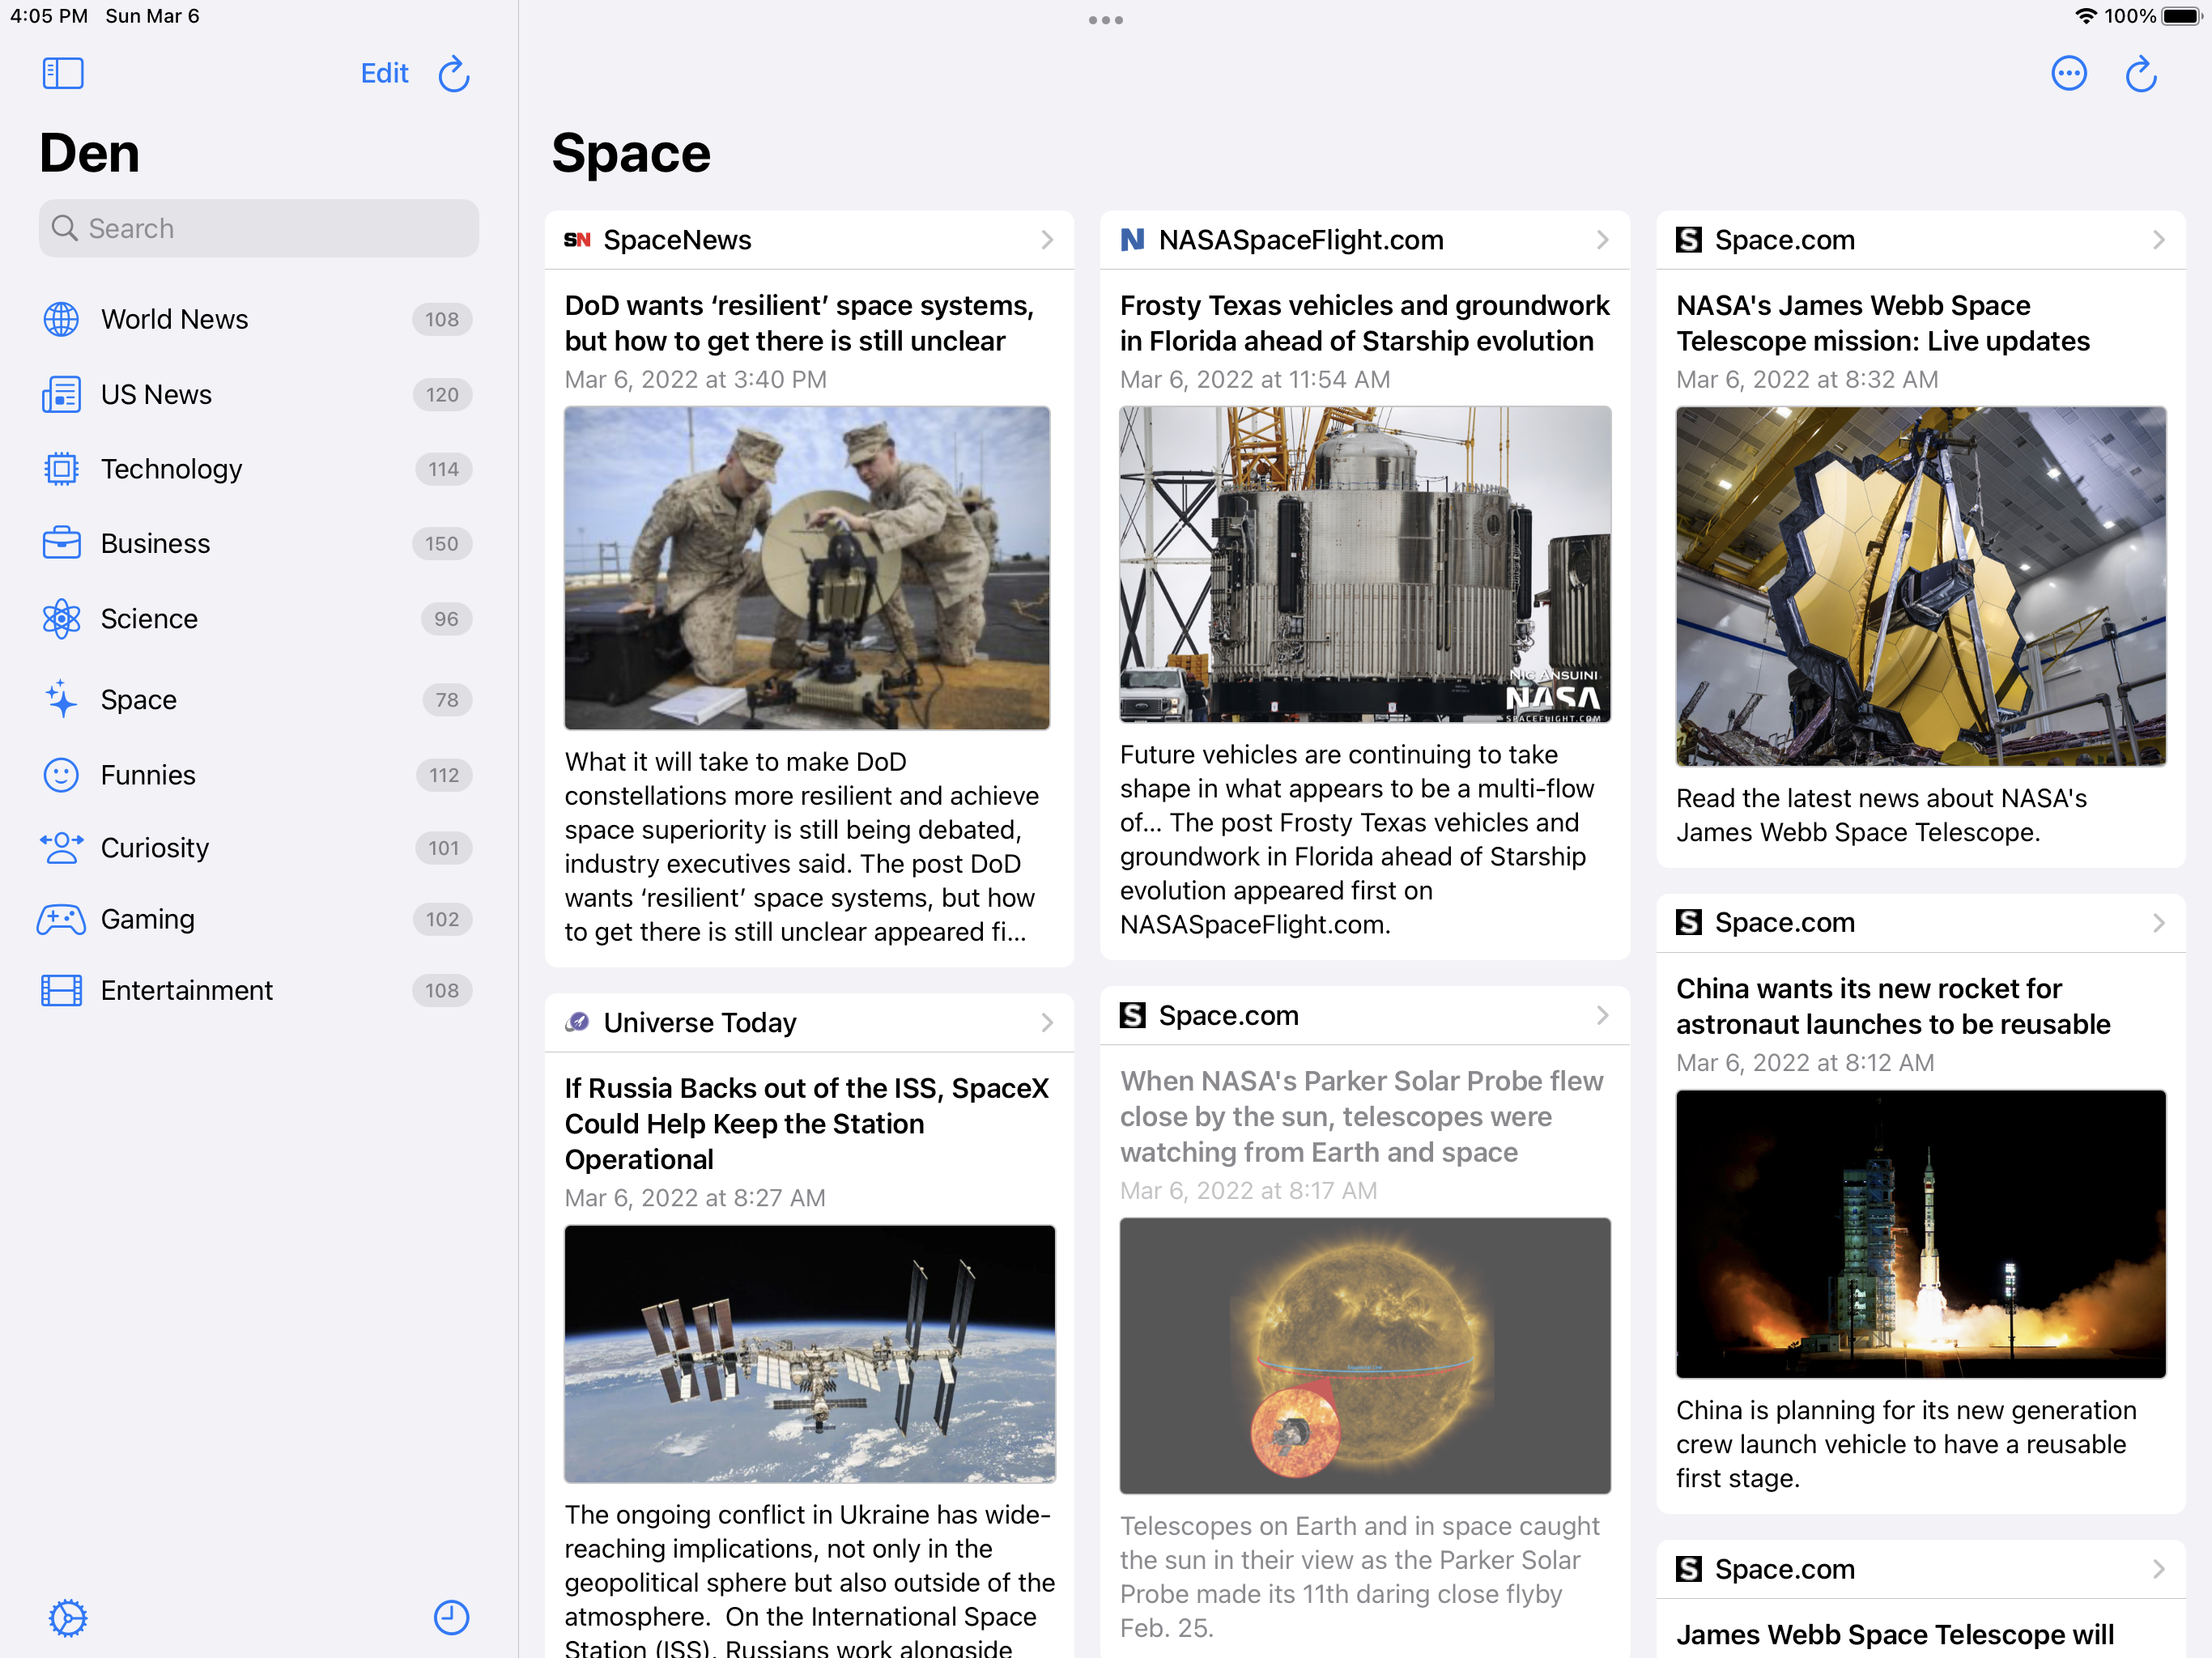 4:05 PM Sun Mar 6
100%
Edit
Den
Search
World News 108
US News 120
Technology 114
Business 150
Science 96
Space 78
Funnies 112
Curiosity 101
Gaming 102
Entertainment 108
Space
SN SpaceNews
DoD wants ‘resilient’ space systems,
but how to get there is still unclear
Mar 6, 2022 at 3:40 PM
What it will take to make DoD
constellations more resilient and achieve
space superiority is still being debated,
industry executives said. The post DoD
wants ‘resilient’ space systems, but how
to get there is still unclear appeared fi...
Universe Today
If Russia Backs out of the ISS, SpaceX
Could Help Keep the Station
Operational
Mar 6, 2022 at 8:27 AM
The ongoing conflict in Ukraine has wide-
reaching implications, not only in the
geopolitical sphere but also outside of the
atmosphere.  On the International Space
Station (ISS), Russians work alongside
N NASASpaceFlight.com
Frosty Texas vehicles and groundwork
in Florida ahead of Starship evolution
Mar 6, 2022 at 11:54 AM
NIC ANSUINI
NASA
SPACEFLIGHT.COM
Future vehicles are continuing to take
shape in what appears to be a multi-flow
of... The post Frosty Texas vehicles and
groundwork in Florida ahead of Starship
evolution appeared first on
NASASpaceFlight.com.
S Space.com
When NASA's Parker Solar Probe flew
close by the sun, telescopes were
watching from Earth and space
Mar 6, 2022 at 8:17 AM
Telescopes on Earth and in space caught
the sun in their view as the Parker Solar
Probe made its 11th daring close flyby
Feb. 25.
S Space.com
NASA's James Webb Space
Telescope mission: Live updates
Mar 6, 2022 at 8:32 AM
Read the latest news about NASA's
James Webb Space Telescope.
S Space.com
China wants its new rocket for
astronaut launches to be reusable
Mar 6, 2022 at 8:12 AM
China is planning for its new generation
crew launch vehicle to have a reusable
first stage.
S Space.com
James Webb Space Telescope will